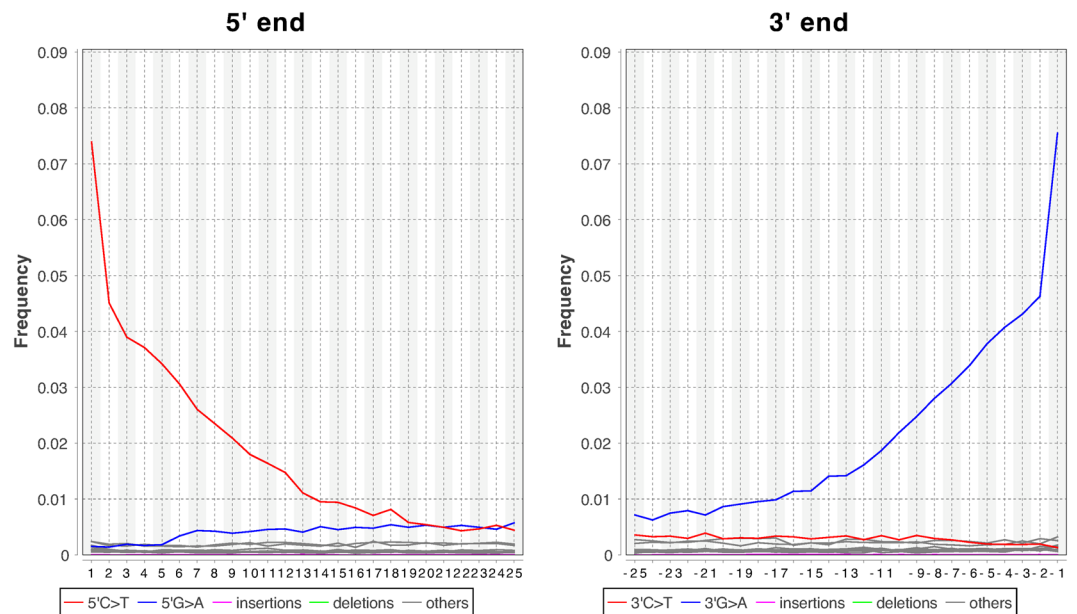 5' end
3' end
0.09
0.08
0.07
0.06
0.05
0.04
0.03
0.02
0.01
0
Frequency
1 2 3 4 5 6 7 8 9 10 11 12 13 14 15 16 17 18 19 20 21 22 23 24 25
5'C>T 5'G>A insertions deletions others
0.09
0.08
0.07
0.06
0.05
0.04
0.03
0.02
0.01
0
Frequency
-25 -23 -21 -19 -17 -15 -13 -11 -9 -8 -7 -6 -5 -4 -3 -2 -1
3'C>T 3'G>A insertions deletions others